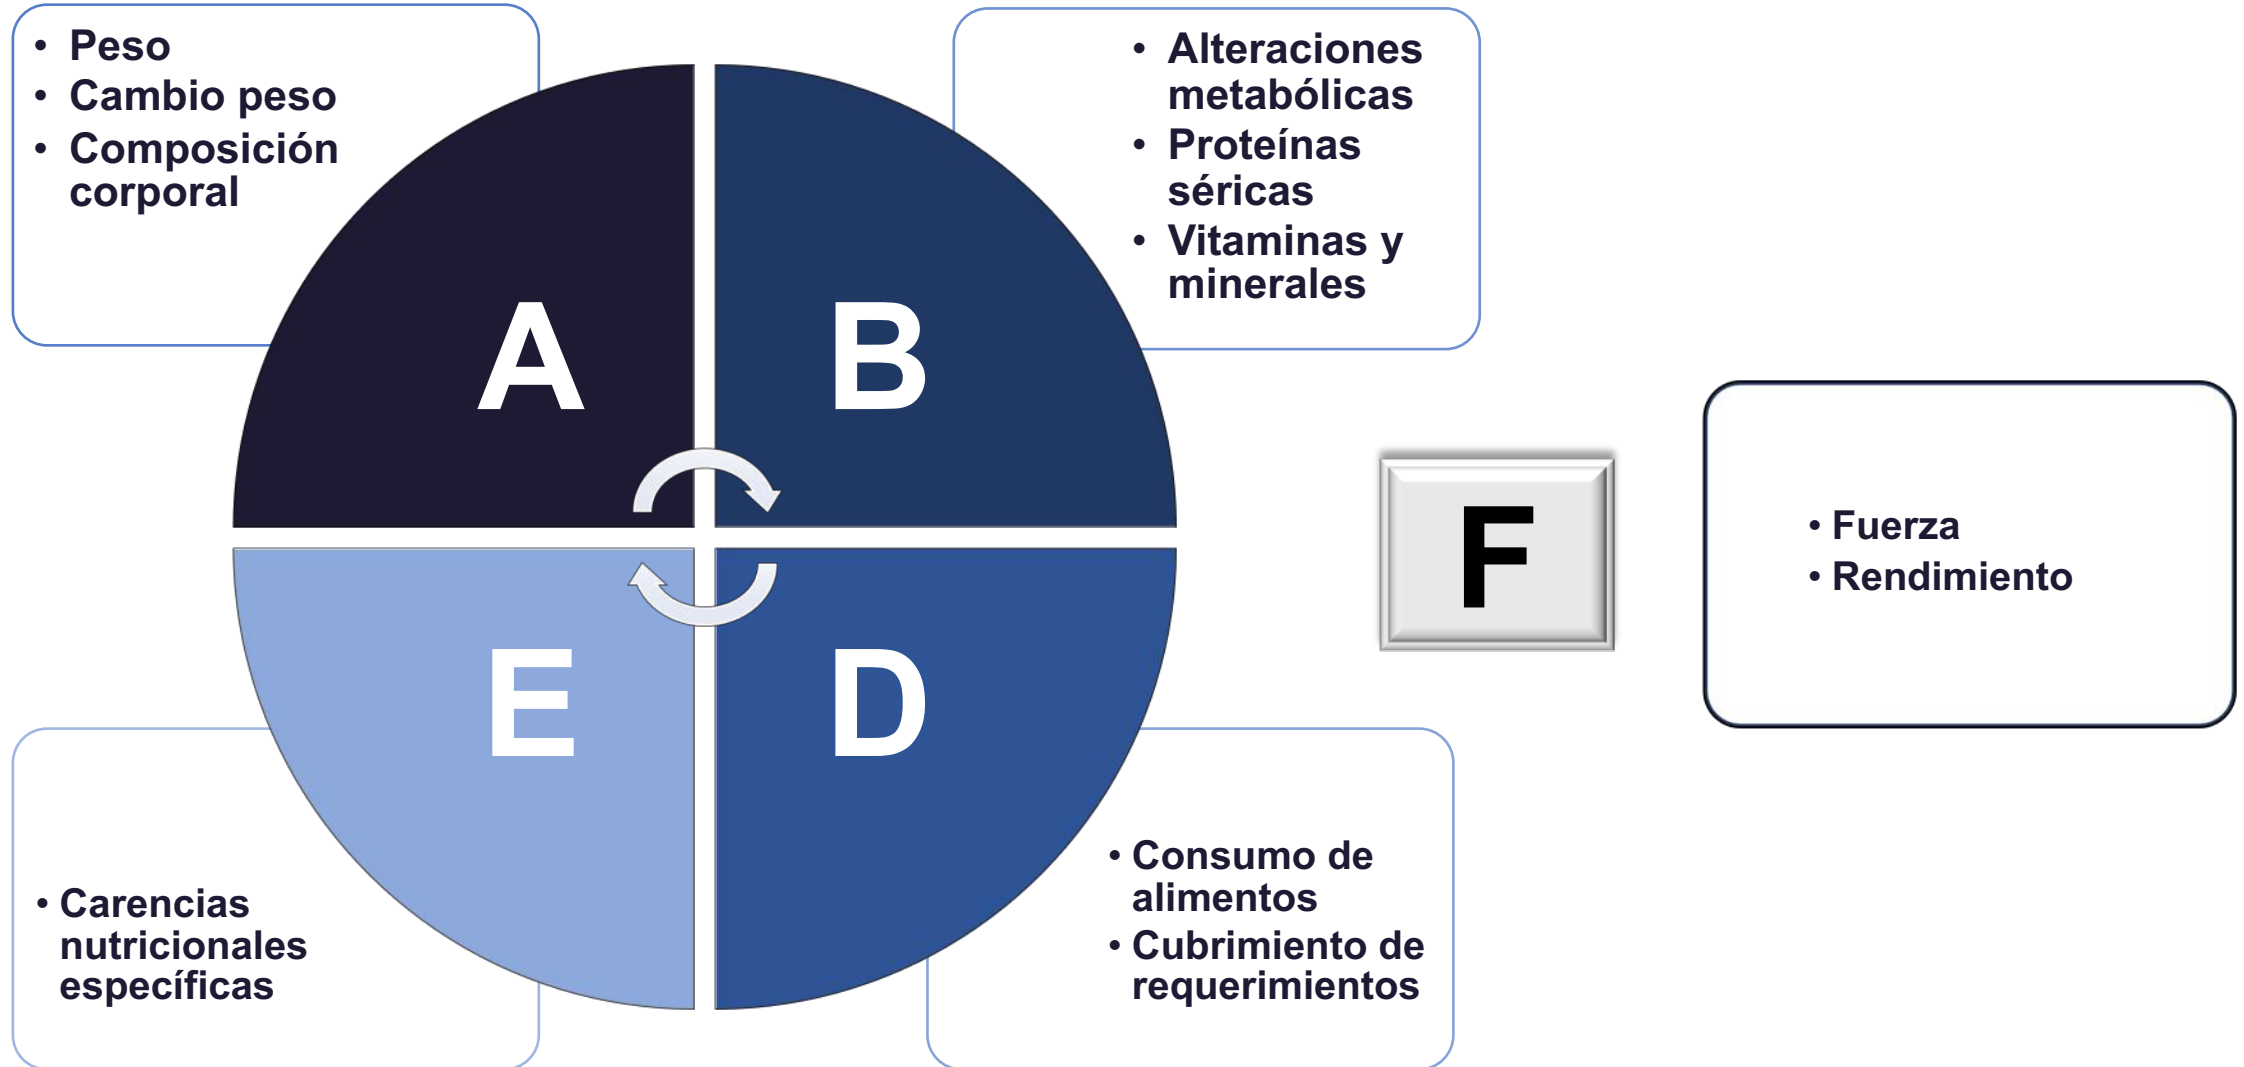 • Peso
• Cambio peso
• Composición
corporal
A
• Alteraciones
metabólicas
• Proteínas
séricas
• Vitaminas y
minerales
B
F
• Fuerza
• Rendimiento
E
• Carencias
nutricionales
específicas
D
• Consumo de
alimentos
• Cubrimiento de
requerimientos